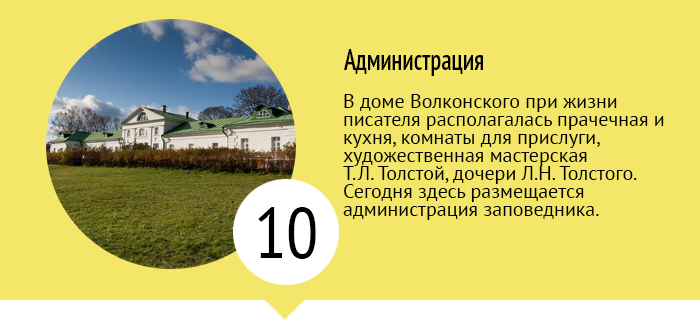 Администрация
В доме Волконского при жизни
писателя располагалась прачечная и
кухня, комнаты для прислуги,
художественная мастерская
Т.Л. Толстой, дочери Л.Н. Толстого.
Сегодня здесь размещается
администрация заповедника.
10